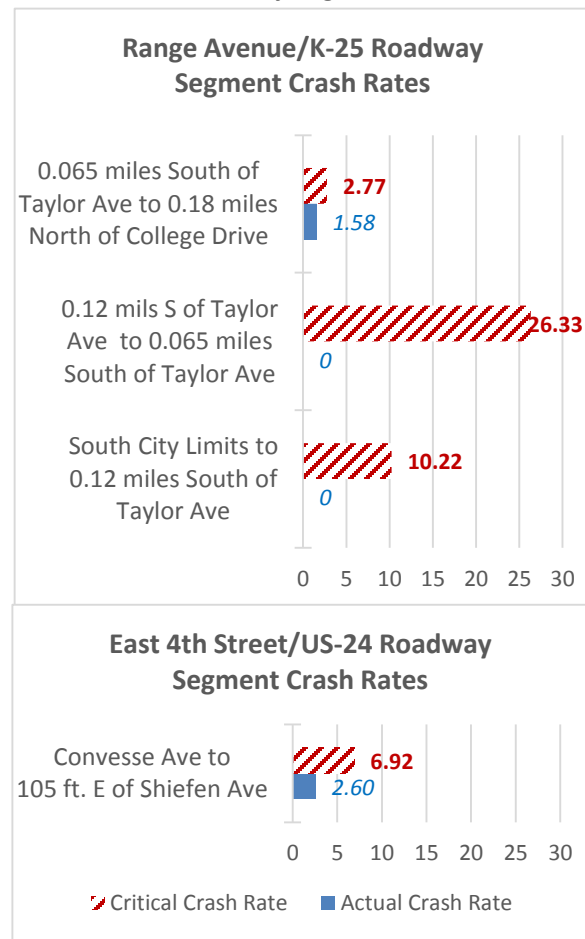 Range Avenue/K-25 Roadway
Segment Crash Rates
0.065 miles South of
Taylor Ave to 0.18 miles
North of College Drive
2.77
1.58
0.12 mils S of Taylor
Ave to 0.065 miles
South of Taylor Ave
26.33
0
South City Limits to
0.12 miles South of
Taylor Ave
10.22
0
0 5 10 15 20 25 30
East 4th Street/US-24 Roadway
Segment Crash Rates
Convesse Ave to
105 ft. E of Shiefen Ave
6.92
2.60
0 5 10 15 20 25 30
Critical Crash Rate Actual Crash Rate